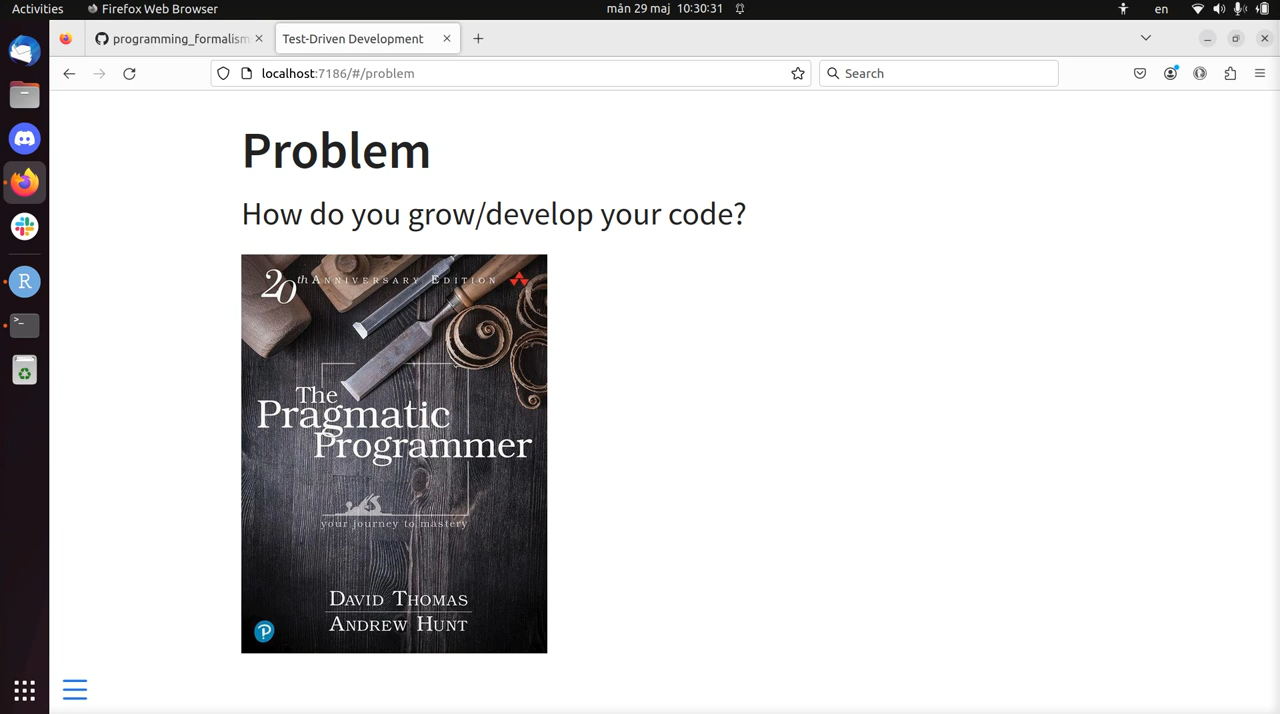 Activities
Firefox Web Browser
mån 29 maj 10:30:31
en
programming_formalism
Test-Driven Development
localhost:7186/#/problem
Search
Problem
How do you grow/develop your code?
20th Anniversary Edition
The
Pragmatic
Programmer
your journey to mastery
David Thomas
Andrew Hunt
P
R
>_